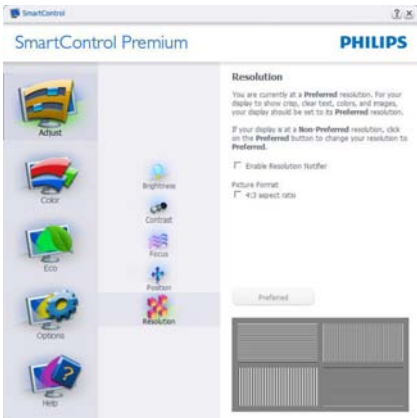 SmartControl
? x
SmartControl Premium
PHILIPS
Adjust
Color
Eco
Options
Help
Brightness
Contrast
Focus
Position
Resolution
Resolution
You are currently at a Preferred resolution. For your
display to show crisp, clear text, colors, and images,
your display should be set to its Preferred resolution.
If your display is at a Non-Preferred resolution, click
on the Preferred button to change your resolution to
Preferred.
Enable Resolution Notifier
Picture Format
4:3 aspect ratio
Preferred